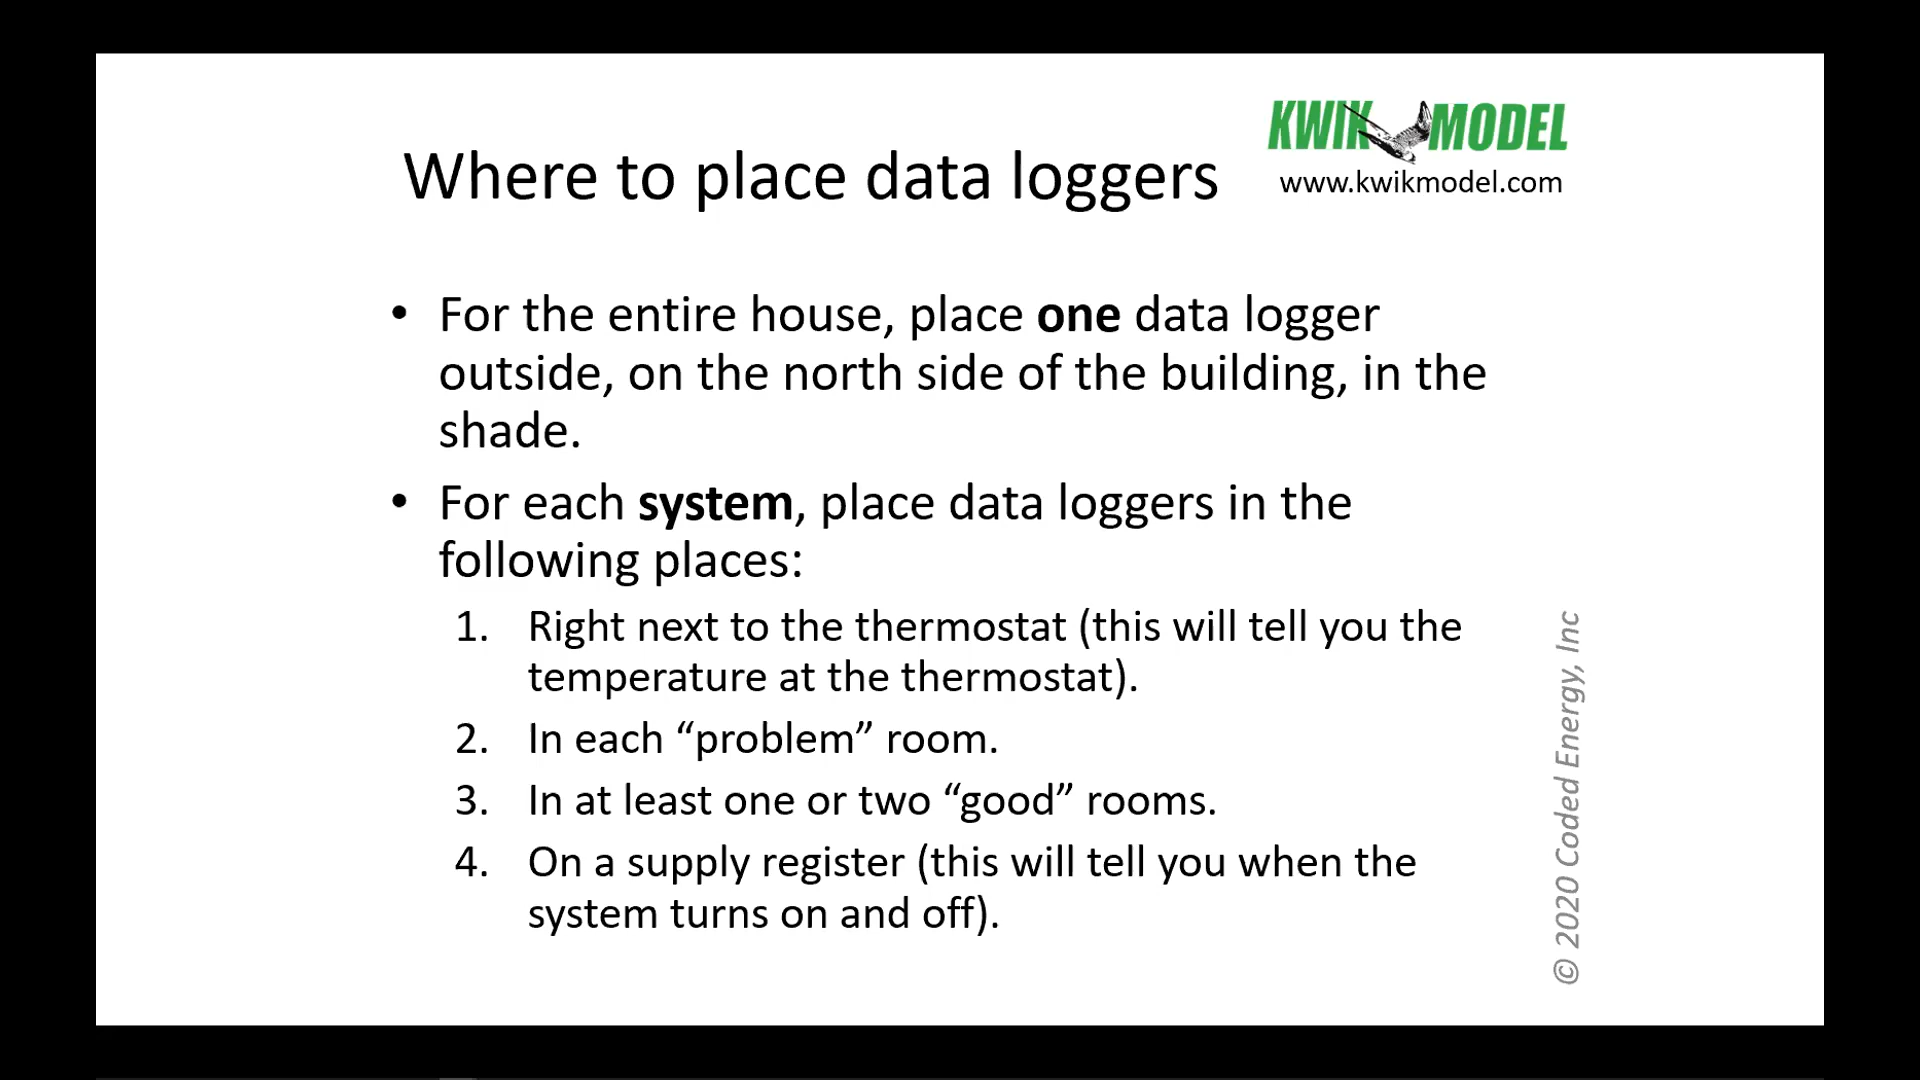 KWIK MODEL
Where to place data loggers
www.kwikmodel.com
• For the entire house, place one data logger
outside, on the north side of the building, in the
shade.
• For each system, place data loggers in the
following places:
1. Right next to the thermostat (this will tell you the
temperature at the thermostat).
2. In each “problem” room.
3. In at least one or two “good” rooms.
4. On a supply register (this will tell you when the
system turns on and off).
© 2020 Coded Energy, Inc